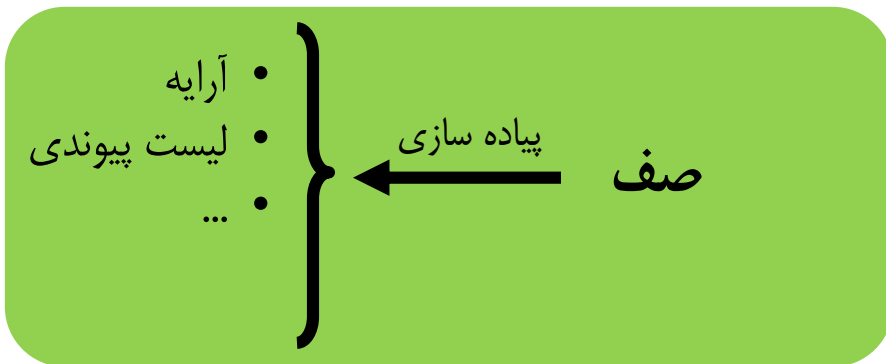 صف
پیاده سازی
• آرایه
• لیست پیوندی
• ...